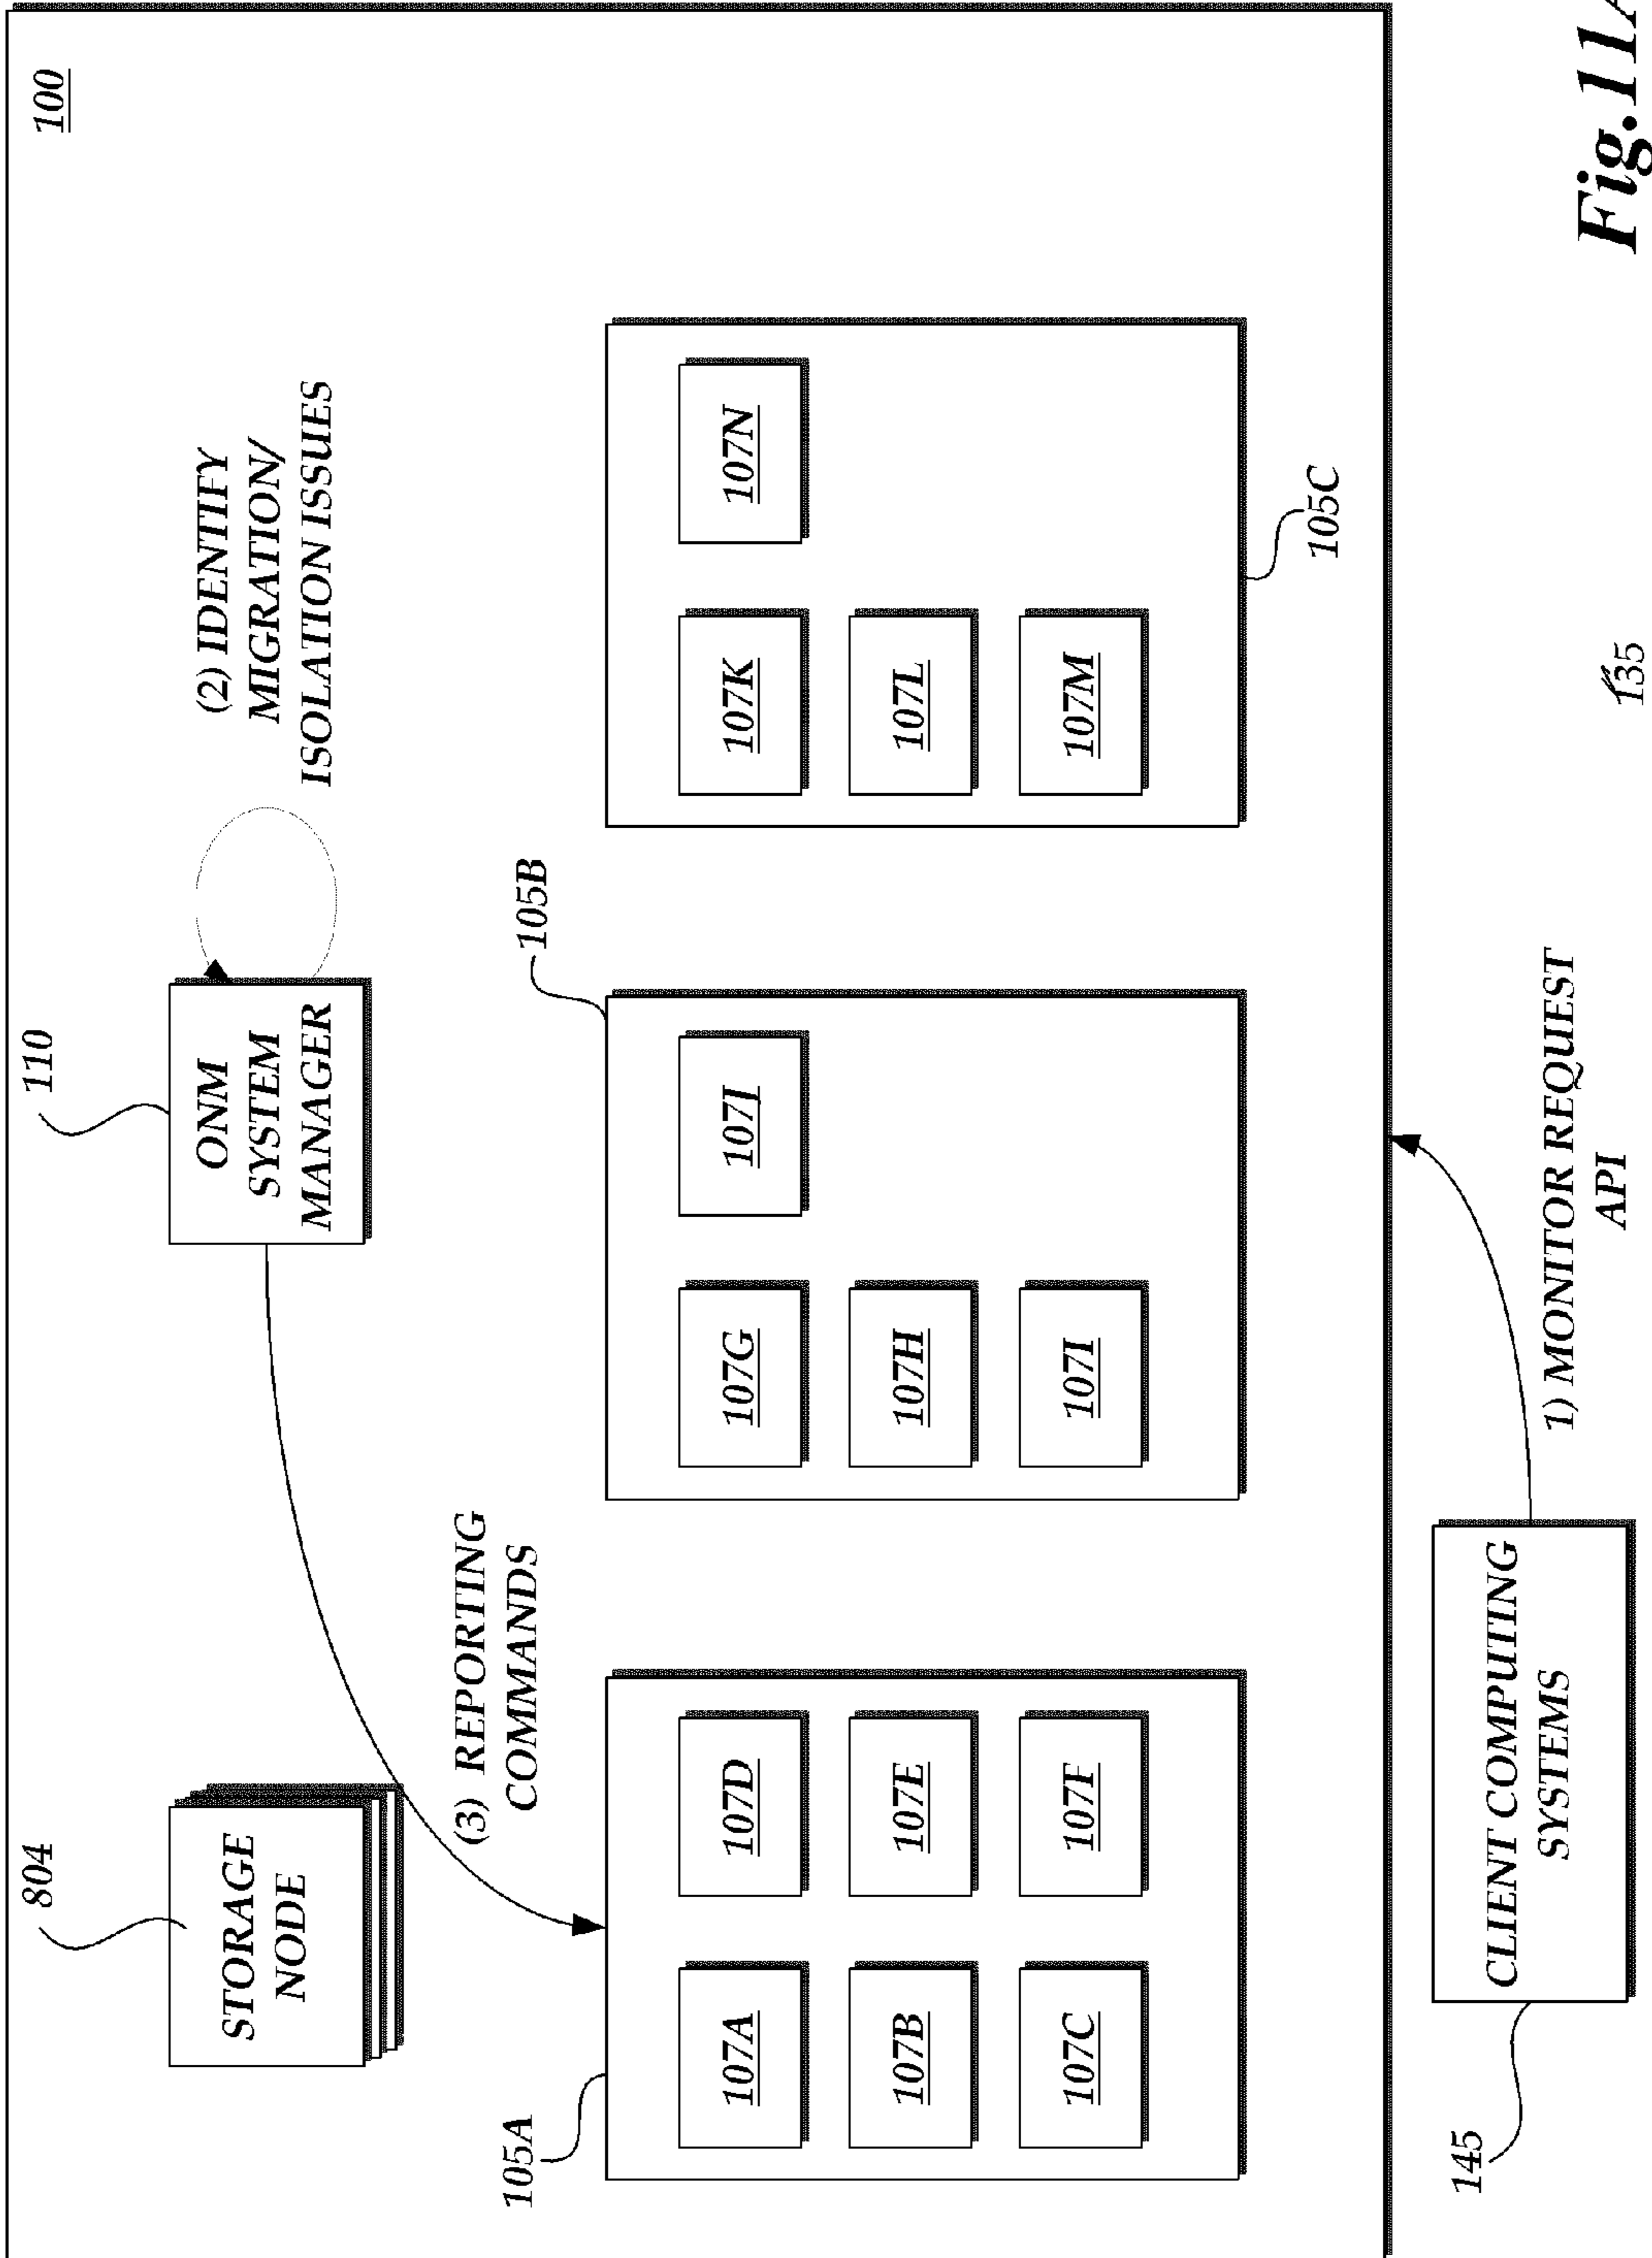 100
804
110
STORAGE
NODE
ONM
SYSTEM
MANAGER
(2) IDENTIFY
MIGRATION/
ISOLATION ISSUES
(3) REPORTING
COMMANDS
105A
105B
107A
107D
107G
107J
107K
107N
107B
107E
107H
107L
107C
107F
107I
107M
105C
145
CLIENT COMPUTING
SYSTEMS
1) MONITOR REQUEST
API
135
Fig.11A